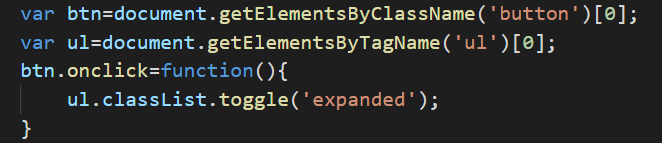 var btn=document.getElementsByClassName('button')[0];
var ul=document.getElementsByTagName('ul')[0];
btn.onclick=function(){
    ul.classList.toggle('expanded');
}